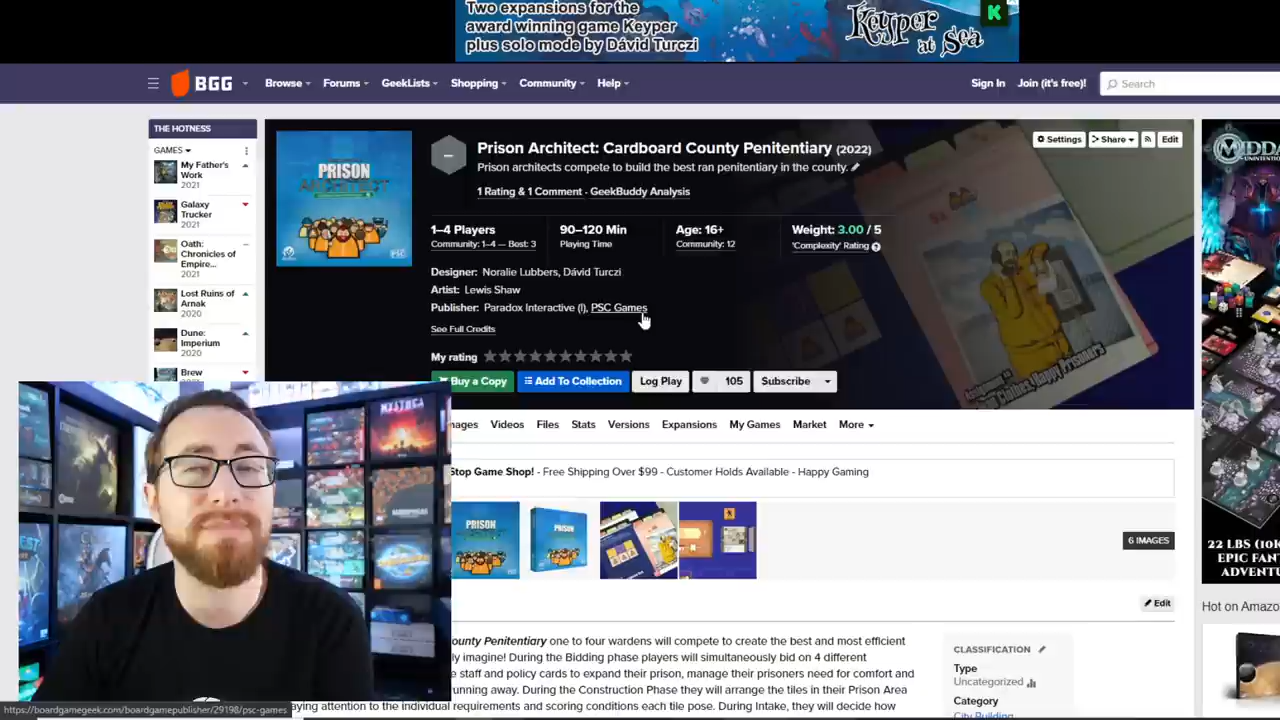 Two expansions for the
award winning game Keyper
plus solo mode by Dávid Turczi
Keyper
at Sea
K
BGG
Browse
Forums
GeekLists
Shopping
Community
Help
Sign In
Join (it's free!)
Search
THE HOTNESS
GAMES
My Father's
Work
2021
Galaxy
Trucker
2021
Oath:
Chronicles of
Empire...
2021
Lost Ruins of
Arnak
2020
Dune:
Imperium
2020
Brew
PRISON
ARCHITECT
PSC
Prison Architect: Cardboard County Penitentiary (2022)
Prison architects compete to build the best ran penitentiary in the county.
1 Rating & 1 Comment - GeekBuddy Analysis
Settings
Share
Edit
1–4 Players
Community: 1–4 — Best: 3
90–120 Min
Playing Time
Age: 16+
Community: 12
Weight: 3.00 / 5
'Complexity' Rating
Designer: Noralie Lubbers, Dávid Turczi
Artist: Lewis Shaw
Publisher: Paradox Interactive (I), PSC Games
See Full Credits
My rating
Buy a Copy
Add To Collection
Log Play
105
Subscribe
mages
Videos
Files
Stats
Versions
Expansions
My Games
Market
More
Stop Game Shop! - Free Shipping Over $99 - Customer Holds Available - Happy Gaming
PRISON
PRISON
6 IMAGES
Edit
ounty Penitentiary one to four wardens will compete to create the best and most efficient
ly imagine! During the Bidding phase players will simultaneously bid on 4 different
e staff and policy cards to expand their prison, manage their prisoners need for comfort and
running away. During the Construction Phase they will arrange the tiles in their Prison Area
aying attention to the individual requirements and scoring conditions each tile pose. During Intake, they will decide how
CLASSIFICATION
Type
Uncategorized
Category
City Building
MIDDA
22 LBS (10K
EPIC FAN
ADVENTU
Hot on Amazo
https://boardgamegeek.com/boardgamepublisher/29198/psc-games